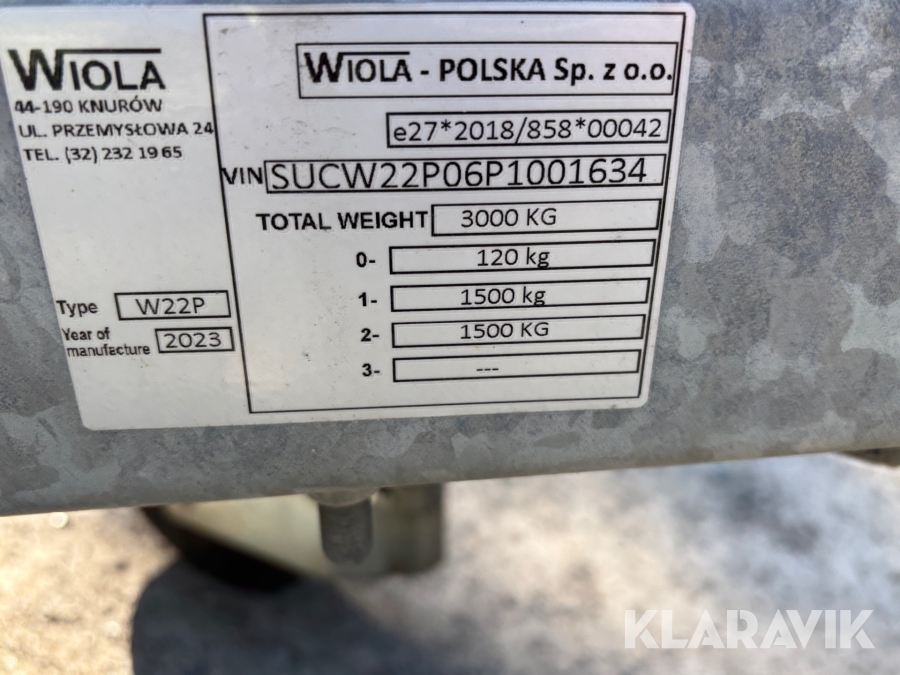 WIOLA
44-190 KNURÓW
UL. PRZEMYSŁOWA 24
TEL. (32) 232 19 65
Type W22P
Year of
manufacture 2023
WIOLA - POLSKA Sp. z o.o.
e27*2018/858*00042
VIN SUCW22P06P1001634
TOTAL WEIGHT 3000 KG
0- 120 kg
1- 1500 kg
2- 1500 KG
3- ---
KLARAVIK